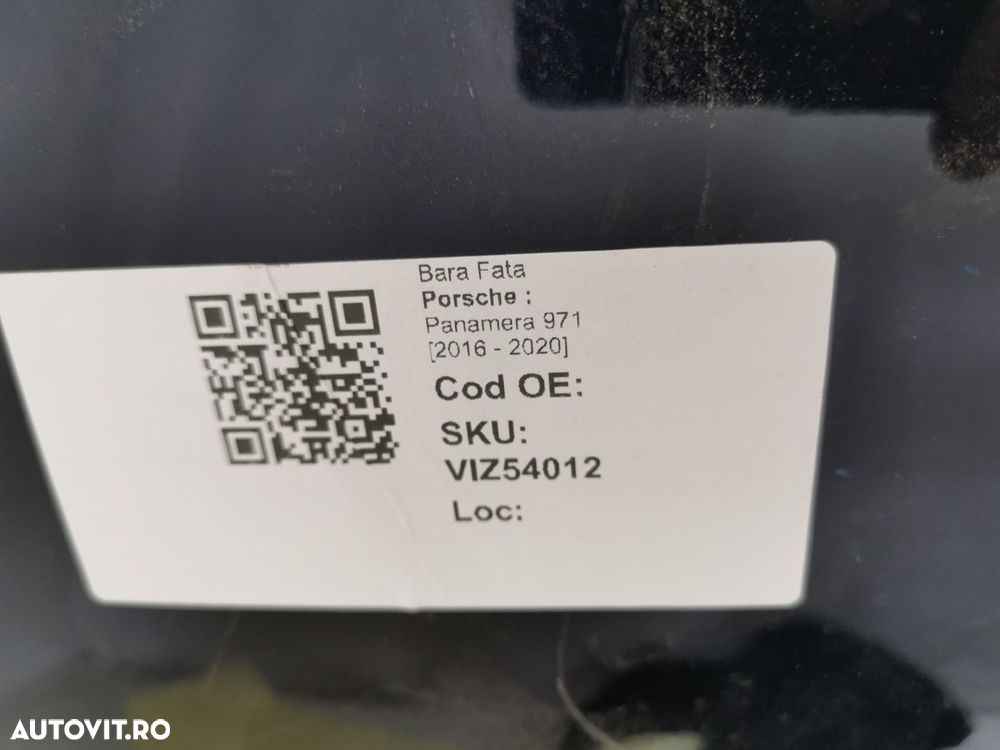 Bara Fata
Porsche :
Panamera 971
[2016 - 2020]
Cod OE:
SKU:
VIZ54012
Loc:
AUTOVIT.RO